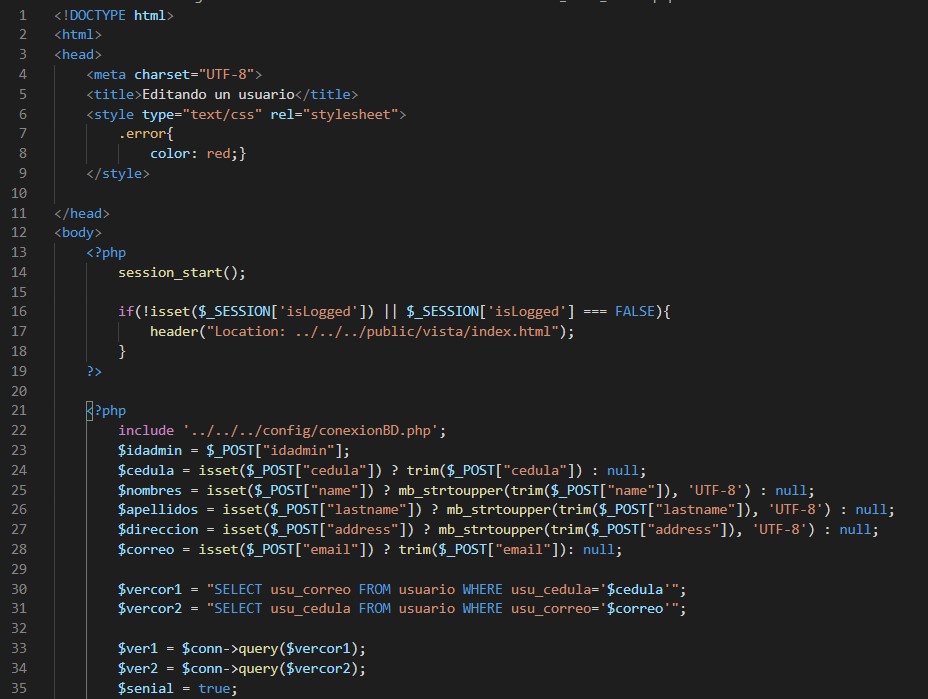 1 <!DOCTYPE html>
2 <html>
3 <head>
4 <meta charset="UTF-8">
5 <title>Editando un usuario</title>
6 <style type="text/css" rel="stylesheet">
7 .error{
8 color: red;}
9 </style>
10
11 </head>
12 <body>
13 <?php
14 session_start();
15
16 if(!isset($_SESSION['isLogged']) || $_SESSION['isLogged'] === FALSE){
17 header("Location: ../../../public/vista/index.html");
18 }
19 ?>
20
21 <?php
22 include '../../../config/conexionBD.php';
23 $idadmin = $_POST["idadmin"];
24 $cedula = isset($_POST["cedula"]) ? trim($_POST["cedula"]) : null;
25 $nombres = isset($_POST["name"]) ? mb_strtoupper(trim($_POST["name"]), 'UTF-8') : null;
26 $apellidos = isset($_POST["lastname"]) ? mb_strtoupper(trim($_POST["lastname"]), 'UTF-8') : null;
27 $direccion = isset($_POST["address"]) ? mb_strtoupper(trim($_POST["address"]), 'UTF-8') : null;
28 $correo = isset($_POST["email"]) ? trim($_POST["email"]): null;
29
30 $vercor1 = "SELECT usu_correo FROM usuario WHERE usu_cedula='$cedula'";
31 $vercor2 = "SELECT usu_cedula FROM usuario WHERE usu_correo='$correo'";
32
33 $ver1 = $conn->query($vercor1);
34 $ver2 = $conn->query($vercor2);
35 $senial = true;